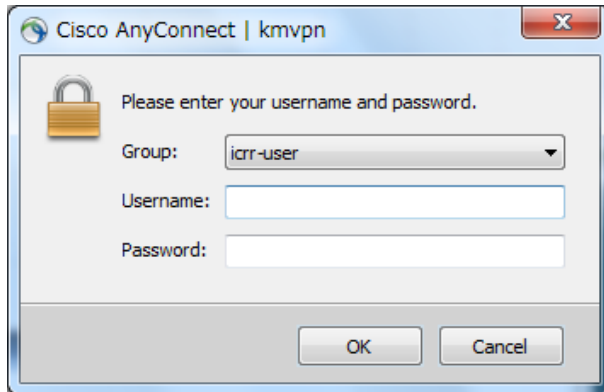 Cisco AnyConnect | kmvpn
Please enter your username and password.
Group: icrr-user
Username:
Password:
OK Cancel